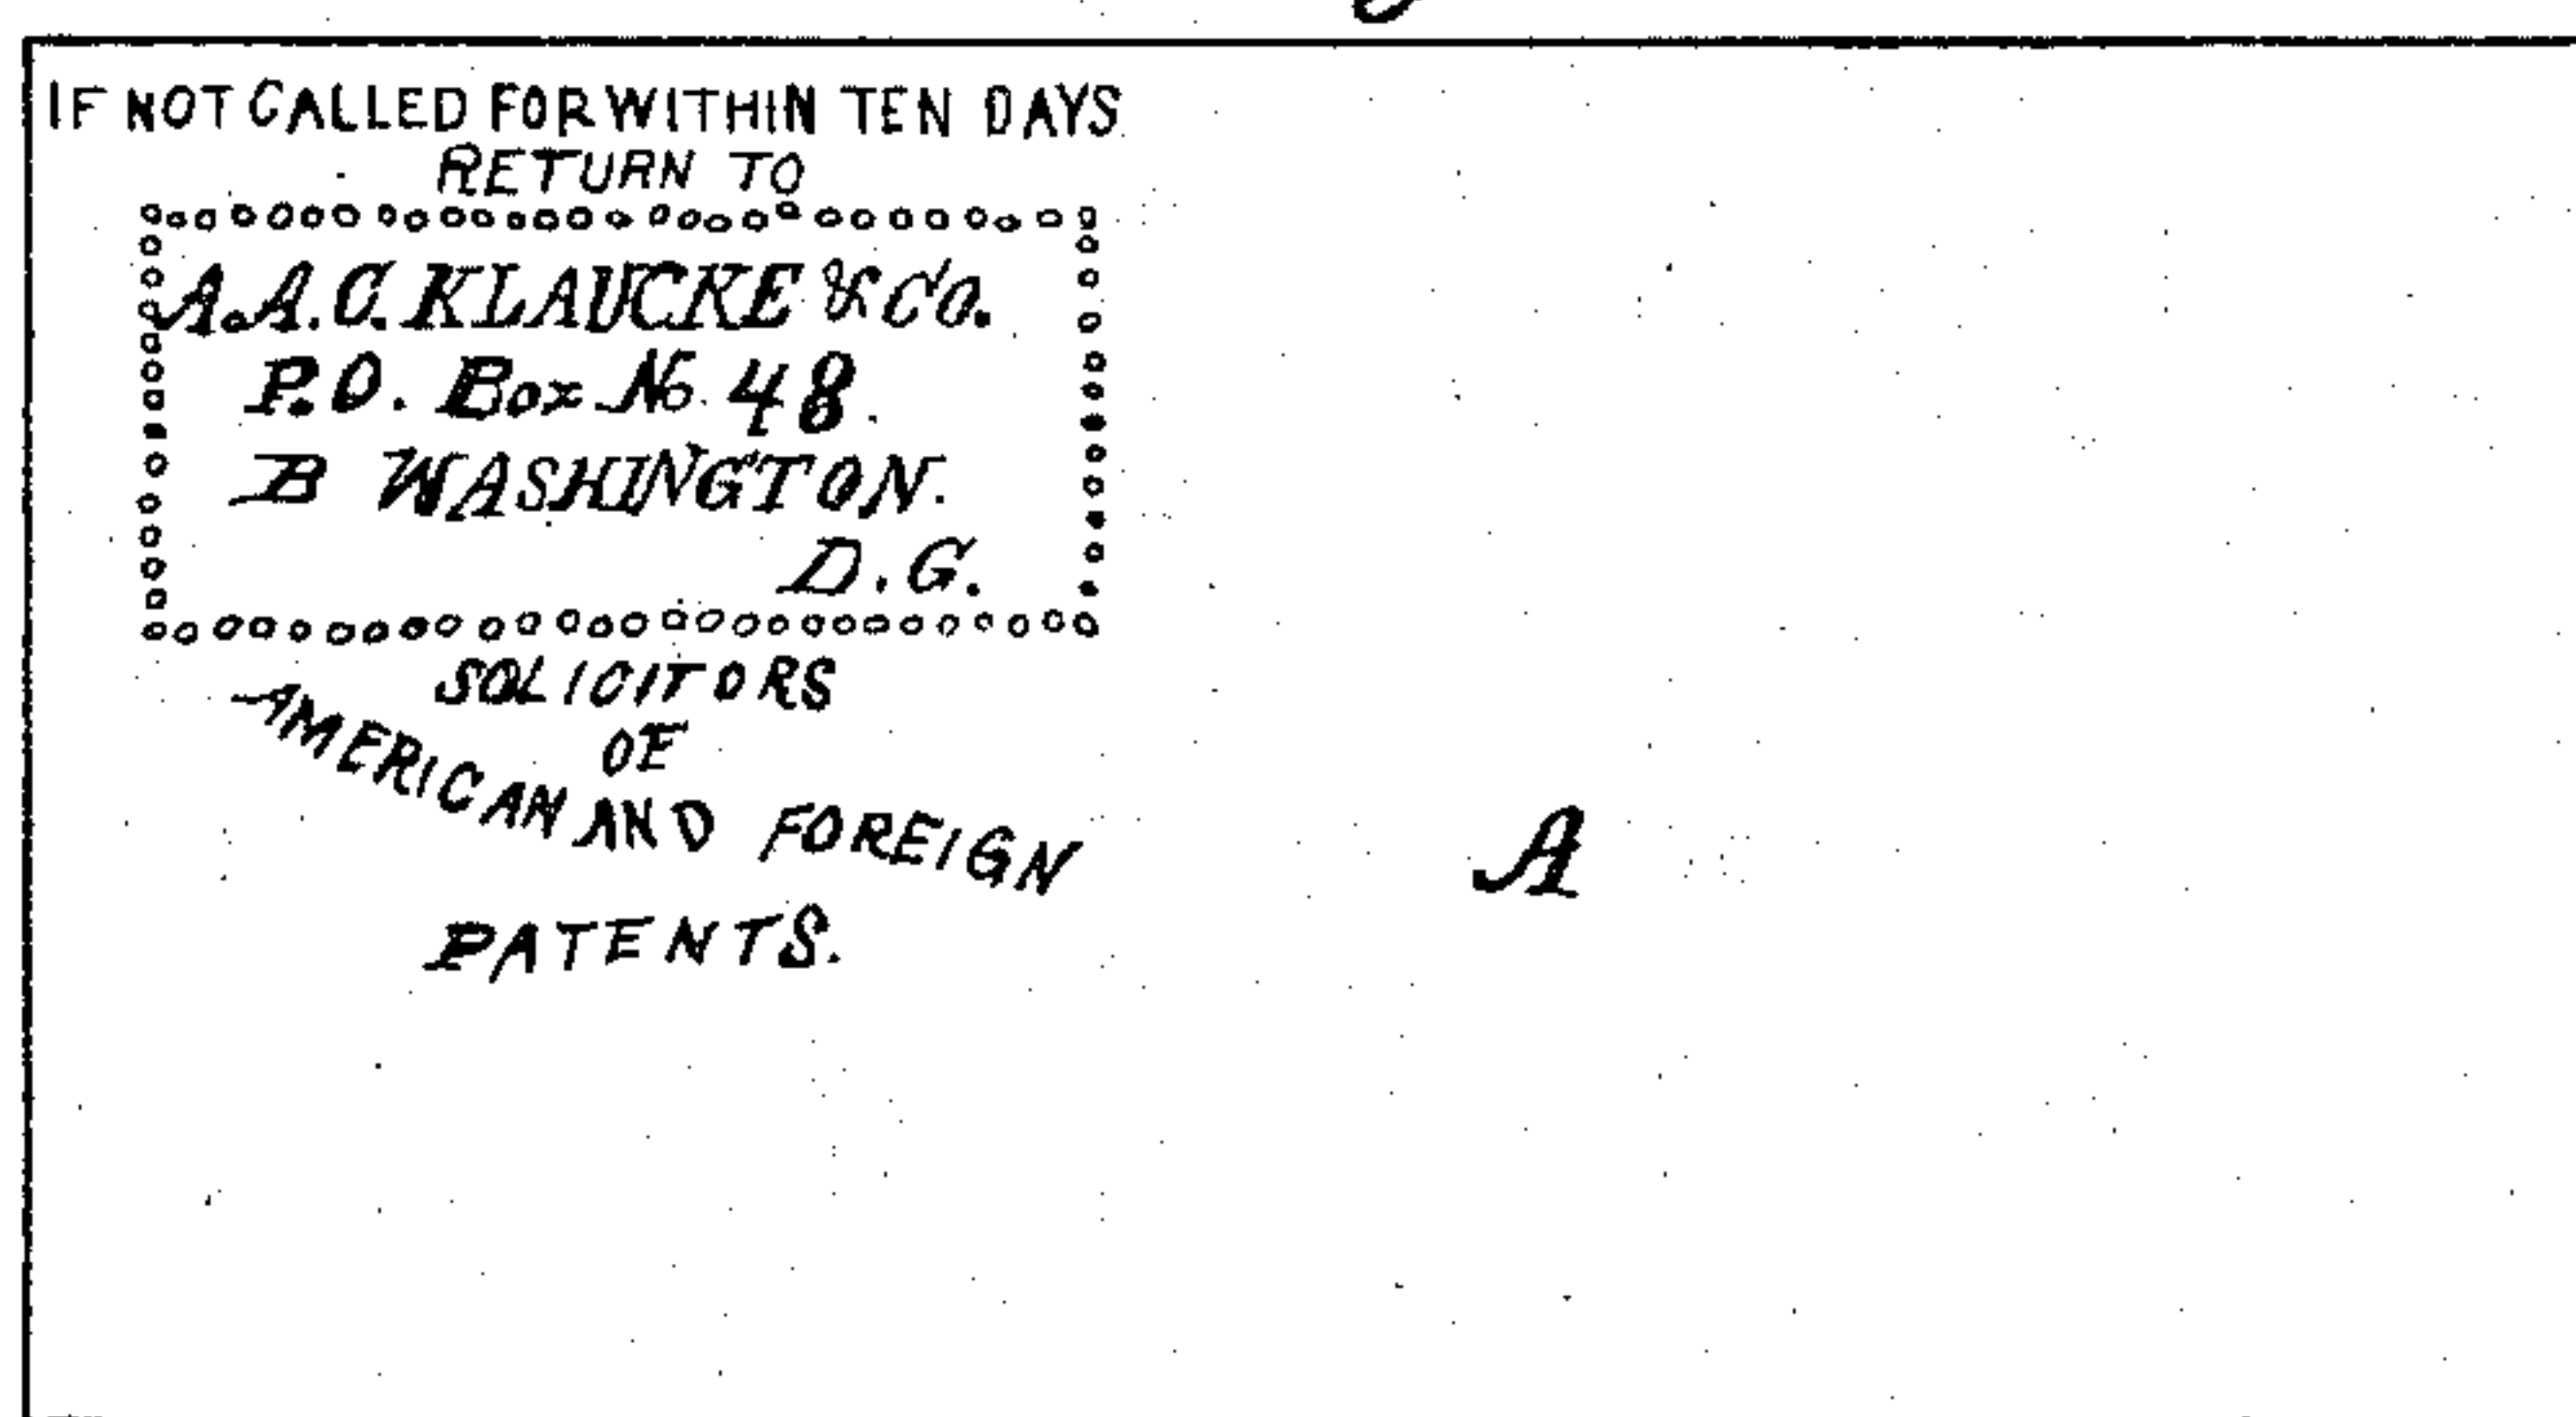 IF NOT CALLED FOR WITHIN TEN DAYS
RETURN TO
A.A.C. KLAUCKE & CO.
P.O. Box No. 48.
B WASHINGTON.
D.C.
SOLICITORS
OF
AMERICAN AND FOREIGN
PATENTS.
A